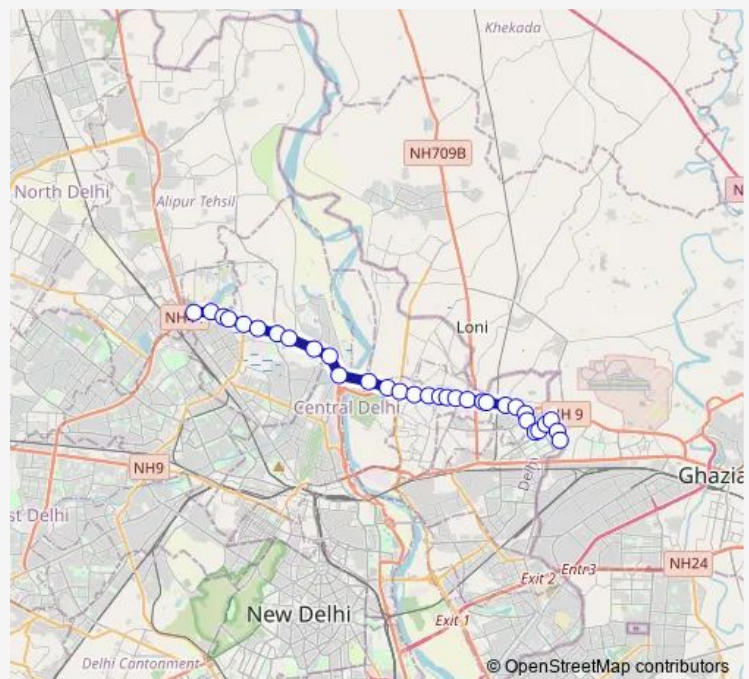 Khekada
NH709B
North Delhi
Alipur Tehsil
Loni
Central Delhi
NH 9
NH9
Delhi
Ghazia
st Delhi
Entr3
NH24
Exit 2
New Delhi
Exit 1
Delhi Cantonment
© OpenStreetMap contributors